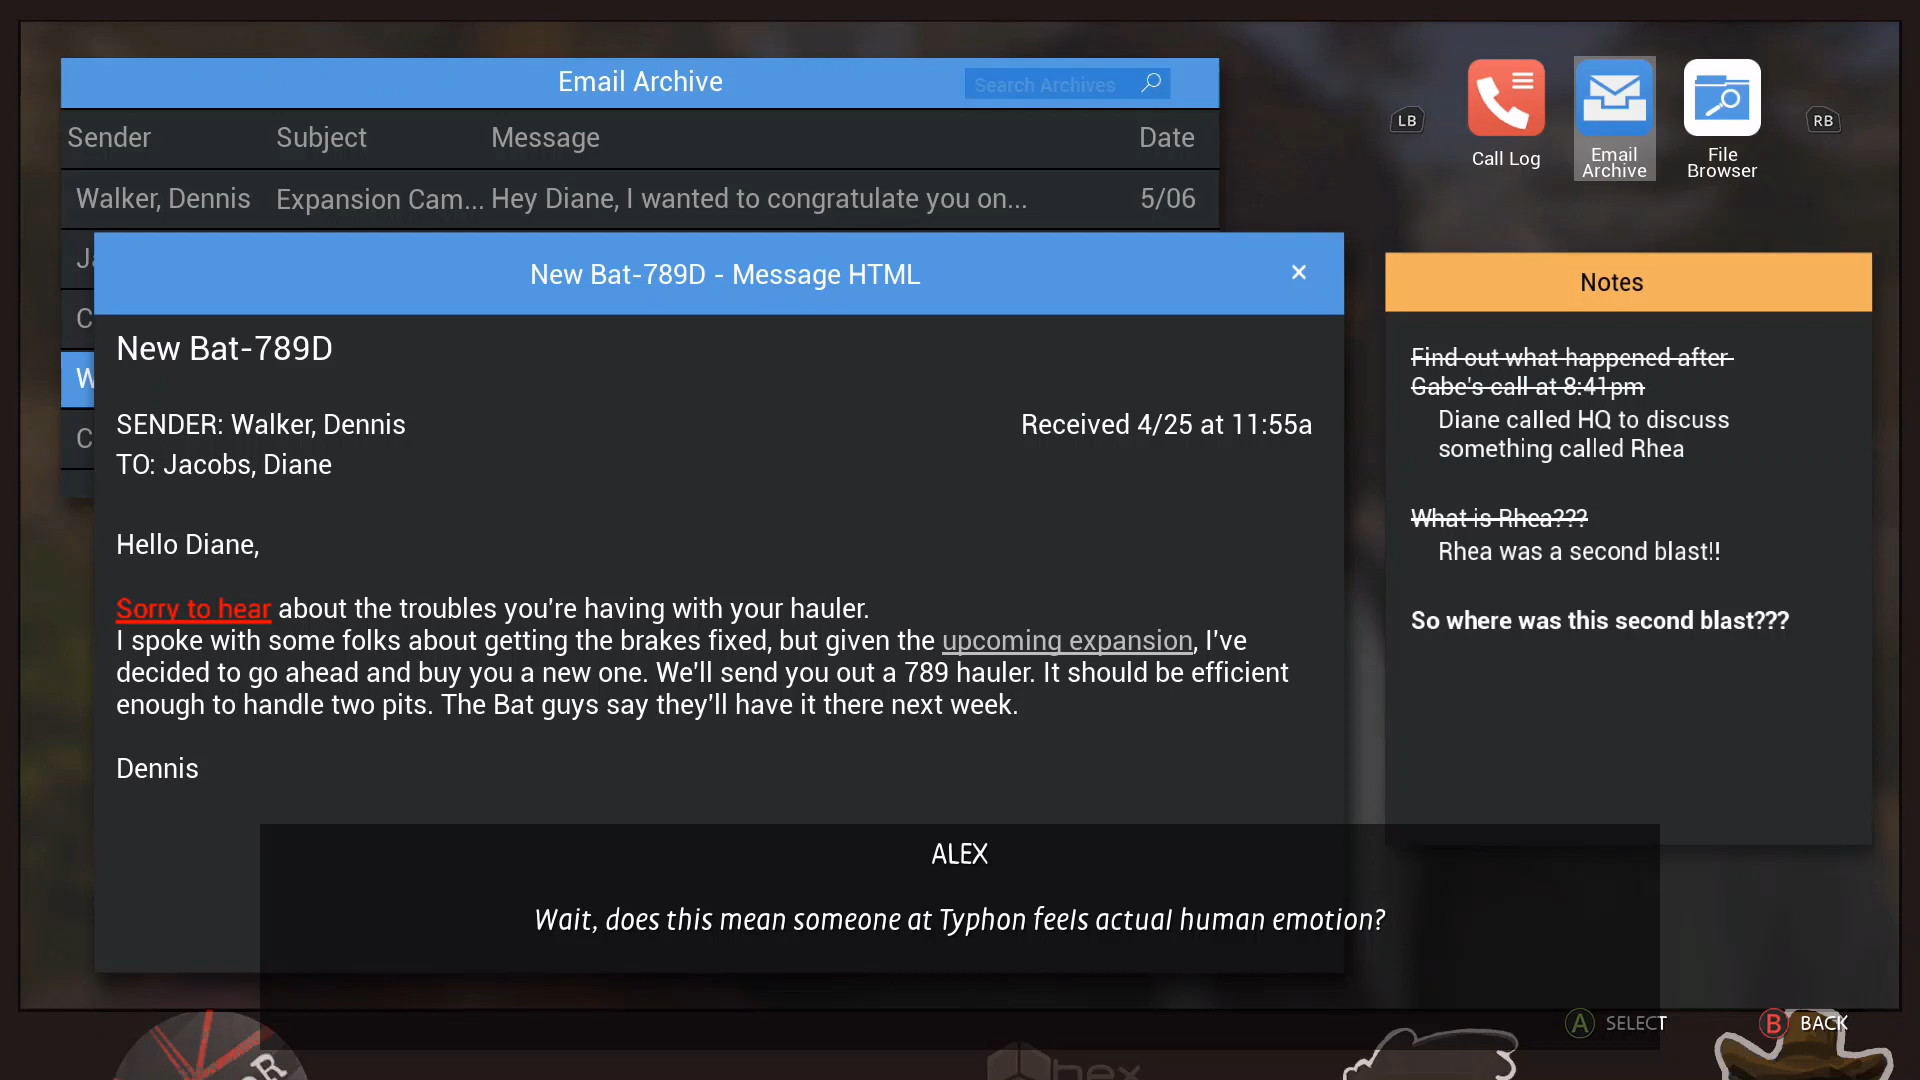 Email Archive
Search Archives
Sender Subject Message Date
Walker, Dennis Expansion Cam... Hey Diane, I wanted to congratulate you on... 5/06
New Bat-789D - Message HTML
New Bat-789D
SENDER: Walker, Dennis Received 4/25 at 11:55a
TO: Jacobs, Diane
Hello Diane,
Sorry to hear about the troubles you're having with your hauler.
I spoke with some folks about getting the brakes fixed, but given the upcoming expansion, I've
decided to go ahead and buy you a new one. We'll send you out a 789 hauler. It should be efficient
enough to handle two pits. The Bat guys say they'll have it there next week.
Dennis
LB
Call Log
Email
Archive
File
Browser
RB
Notes
Find out what happened after
Gabe's call at 8:41pm
Diane called HQ to discuss
something called Rhea
What is Rhea???
Rhea was a second blast!!
So where was this second blast???
ALEX
Wait, does this mean someone at Typhon feels actual human emotion?
A SELECT
B BACK
hex